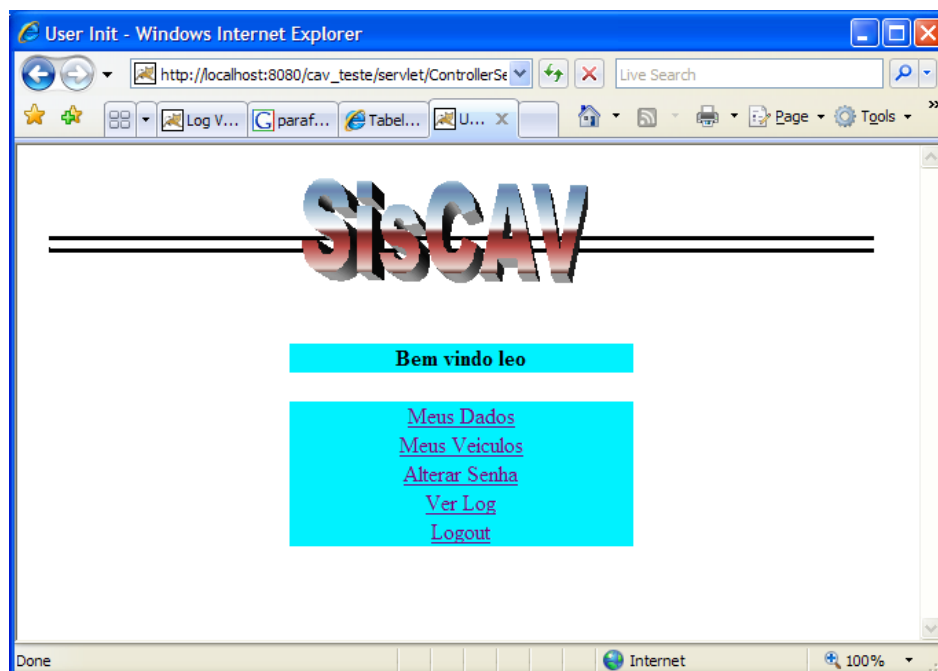 User Init - Windows Internet Explorer
http://localhost:8080/cav_teste/servlet/ControllerSe
Live Search
Log V...
paraf...
Tabel...
U...
Page
Tools
SisCAV
Bem vindo leo
Meus Dados
Meus Veiculos
Alterar Senha
Ver Log
Logout
Done
Internet
100%